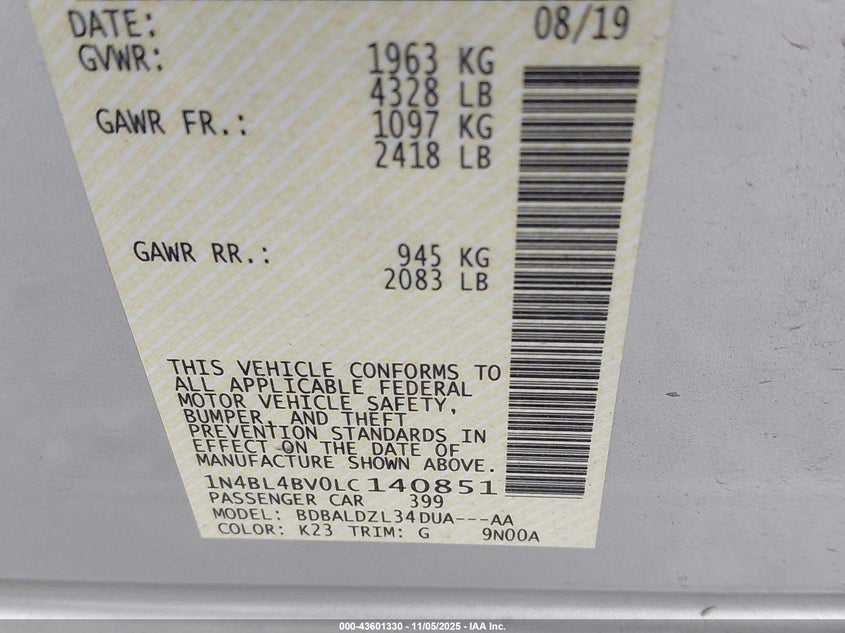 DATE: 08/19
GVWR: 1963 KG
4328 LB
GAWR FR.: 1097 KG
2418 LB
GAWR RR.: 945 KG
2083 LB
THIS VEHICLE CONFORMS TO
ALL APPLICABLE FEDERAL
MOTOR VEHICLE SAFETY,
BUMPER, AND THEFT
PREVENTION STANDARDS IN
EFFECT ON THE DATE OF
MANUFACTURE SHOWN ABOVE.
1N4BL4BV0LC140851
PASSENGER CAR 399
MODEL: BDBALDZL34DUA---AA
COLOR: K23 TRIM: G 9N00A
000-43601330 - 11/05/2025 - IAA Inc.